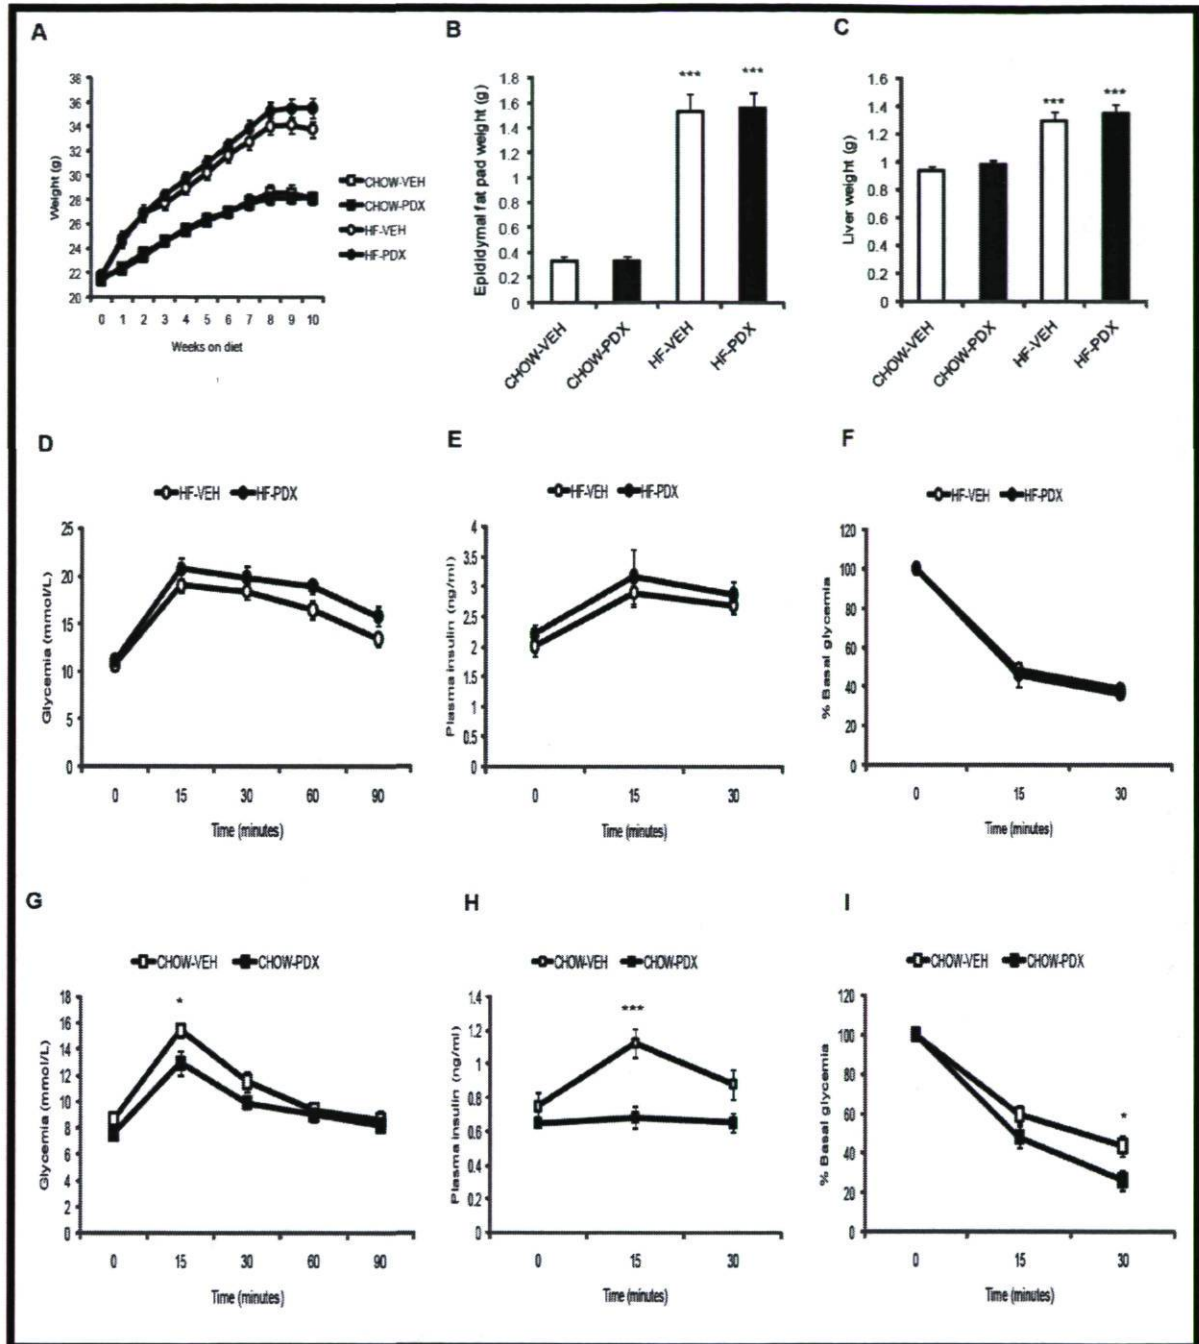 A
Weight (g)
38
36
34
32
30
28
26
24
22
20
0 1 2 3 4 5 6 7 8 9 10
Weeks on diet
CHOW-VEH
CHOW-PDX
HF-VEH
HF-PDX
B
Epididymal fat pad weight (g)
1.8
1.6
1.4
1.2
1
0.8
0.6
0.4
0.2
0
*** ***
CHOW-VEH CHOW-PDX HF-VEH HF-PDX
C
Liver weight (g)
1.6
1.4
1.2
1
0.8
0.6
0.4
0.2
0
*** ***
CHOW-VEH CHOW-PDX HF-VEH HF-PDX
D
HF-VEH HF-PDX
Glycemia (mmol/L)
25
20
15
10
5
0
0 15 30 60 90
Time (minutes)
E
HF-VEH HF-PDX
Plasma insulin (ng/ml)
4
3.5
3
2.5
2
1.5
1
0.5
0
0 15 30
Time (minutes)
F
HF-VEH HF-PDX
% Basal glycemia
120
100
80
60
40
20
0
0 15 30
Time (minutes)
G
CHOW-VEH CHOW-PDX
Glycemia (mmol/L)
18
16
14
12
10
8
6
4
2
0
*
0 15 30 60 90
Time (minutes)
H
CHOW-VEH CHOW-PDX
Plasma insulin (ng/ml)
1.4
1.2
1
0.8
0.6
0.4
0.2
0
***
0 15 30
Time (minutes)
I
CHOW-VEH CHOW-PDX
% Basal glycemia
120
100
80
60
40
20
0
*
0 15 30
Time (minutes)